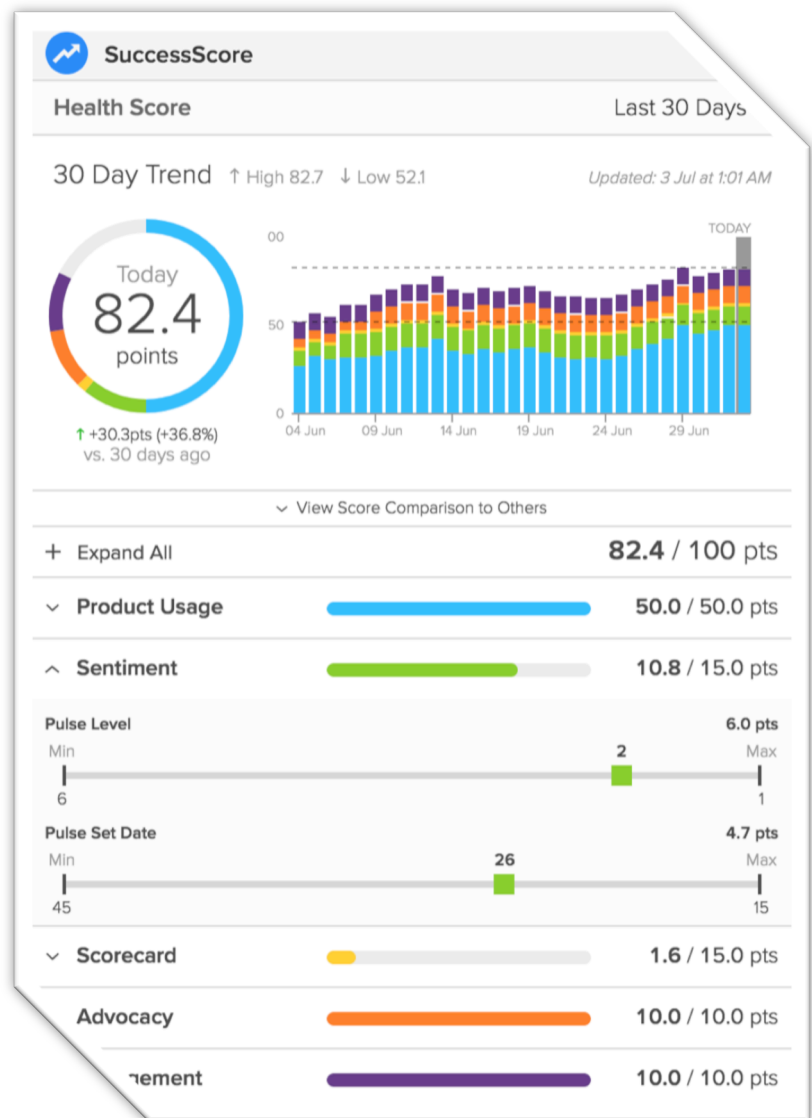 SuccessScore
Health Score Last 30 Days
30 Day Trend ↑ High 82.7 ↓ Low 52.1 Updated: 3 Jul at 1:01 AM
TODAY
00
50
0
Today
82.4
points
04 Jun 09 Jun 14 Jun 19 Jun 24 Jun 29 Jun
↑ +30.3pts (+36.8%)
vs. 30 days ago
View Score Comparison to Others
+ Expand All 82.4 / 100 pts
Product Usage 50.0 / 50.0 pts
Sentiment 10.8 / 15.0 pts
Pulse Level 6.0 pts
Min 2 Max
6 1
Pulse Set Date 4.7 pts
Min 26 Max
45 15
Scorecard 1.6 / 15.0 pts
Advocacy 10.0 / 10.0 pts
gement 10.0 / 10.0 pts